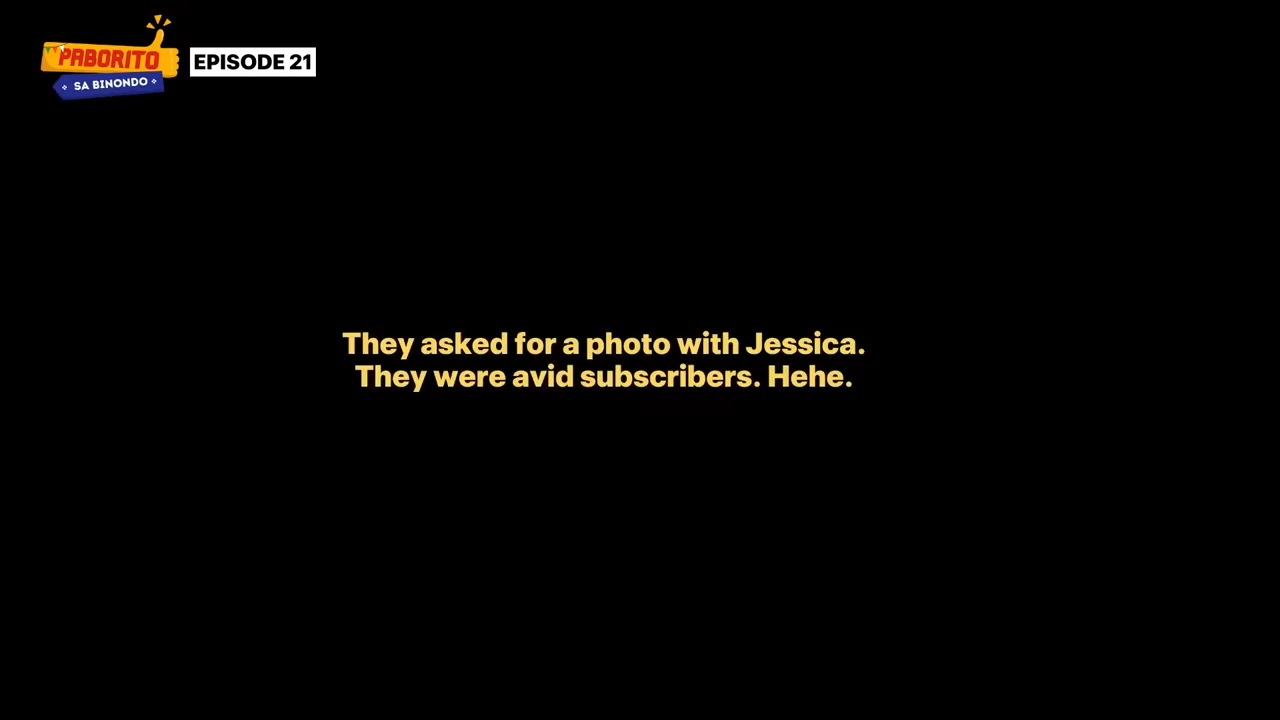 PABORITO
SA BINONDO
EPISODE 21
They asked for a photo with Jessica.
They were avid subscribers. Hehe.